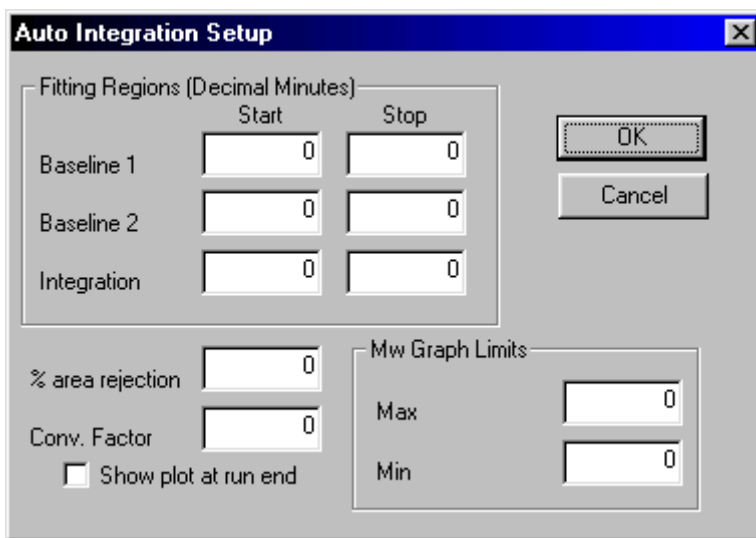 Auto Integration Setup
Fitting Regions (Decimal Minutes)
Start Stop
Baseline 1 0 0
Baseline 2 0 0
Integration 0 0
OK
Cancel
% area rejection 0
Conv. Factor 0
Show plot at run end
Mw Graph Limits
Max 0
Min 0